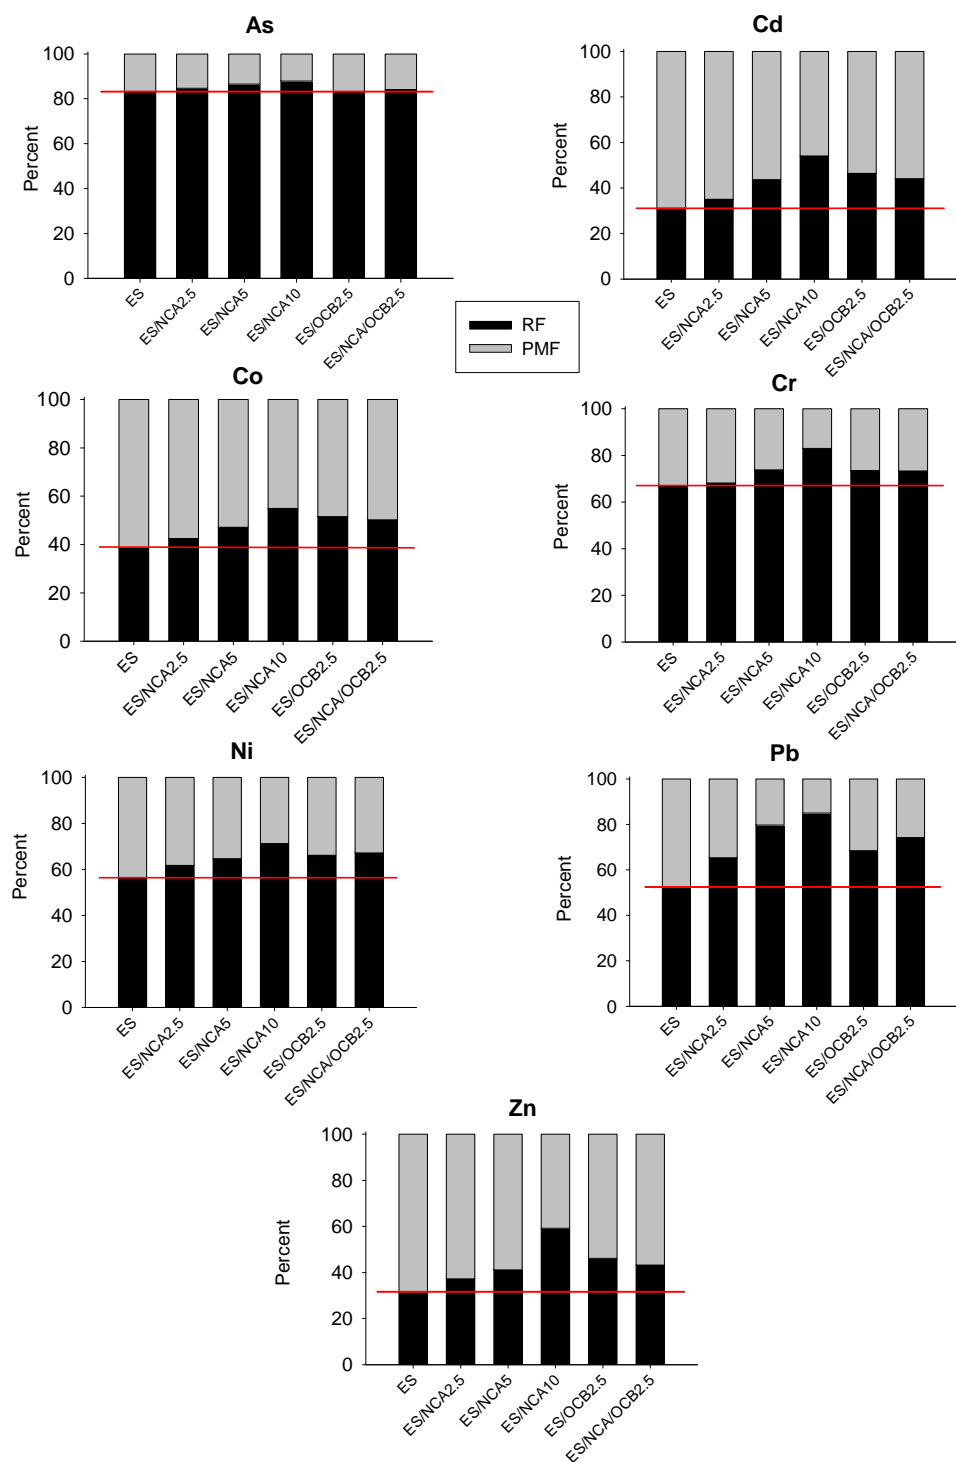 As
Percent
100
80
60
40
20
0
ES
ES/NCA2.5
ES/NCA5
ES/NCA10
ES/OCB2.5
ES/NCA/OCB2.5
Cd
Percent
100
80
60
40
20
0
ES
ES/NCA2.5
ES/NCA5
ES/NCA10
ES/OCB2.5
ES/NCA/OCB2.5
RF
PMF
Co
Percent
100
80
60
40
20
0
ES
ES/NCA2.5
ES/NCA5
ES/NCA10
ES/OCB2.5
ES/NCA/OCB2.5
Cr
Percent
100
80
60
40
20
0
ES
ES/NCA2.5
ES/NCA5
ES/NCA10
ES/OCB2.5
ES/NCA/OCB2.5
Ni
Percent
100
80
60
40
20
0
ES
ES/NCA2.5
ES/NCA5
ES/NCA10
ES/OCB2.5
ES/NCA/OCB2.5
Pb
Percent
100
80
60
40
20
0
ES
ES/NCA2.5
ES/NCA5
ES/NCA10
ES/OCB2.5
ES/NCA/OCB2.5
Zn
Percent
100
80
60
40
20
0
ES
ES/NCA2.5
ES/NCA5
ES/NCA10
ES/OCB2.5
ES/NCA/OCB2.5